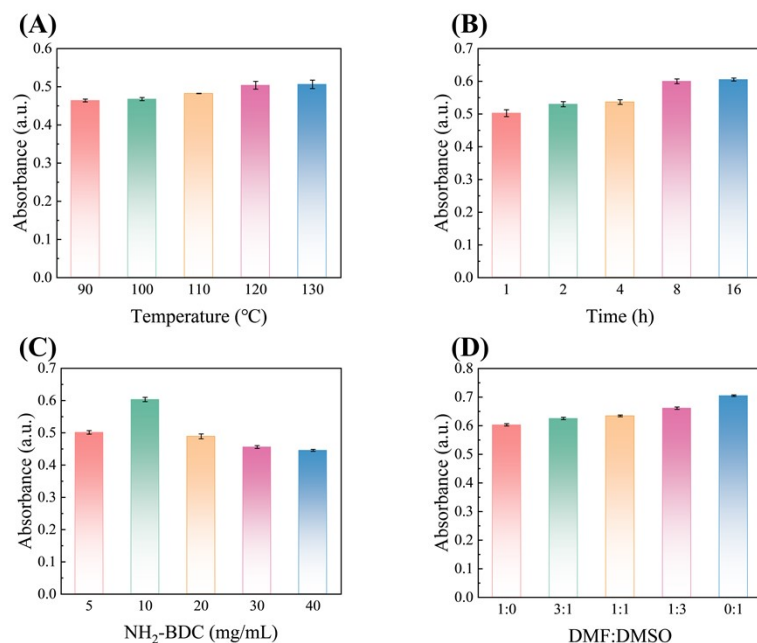 (A)
0.6
0.5
0.4
0.3
0.2
0.1
0.0
Absorbance (a.u.)
90 100 110 120 130
Temperature (°C)
(B)
0.7
0.6
0.5
0.4
0.3
0.2
0.1
0.0
Absorbance (a.u.)
1 2 4 8 16
Time (h)
(C)
0.7
0.6
0.5
0.4
0.3
0.2
0.1
0.0
Absorbance (a.u.)
5 10 20 30 40
NH₂-BDC (mg/mL)
(D)
0.8
0.7
0.6
0.5
0.4
0.3
0.2
0.1
0.0
Absorbance (a.u.)
1:0 3:1 1:1 1:3 0:1
DMF:DMSO